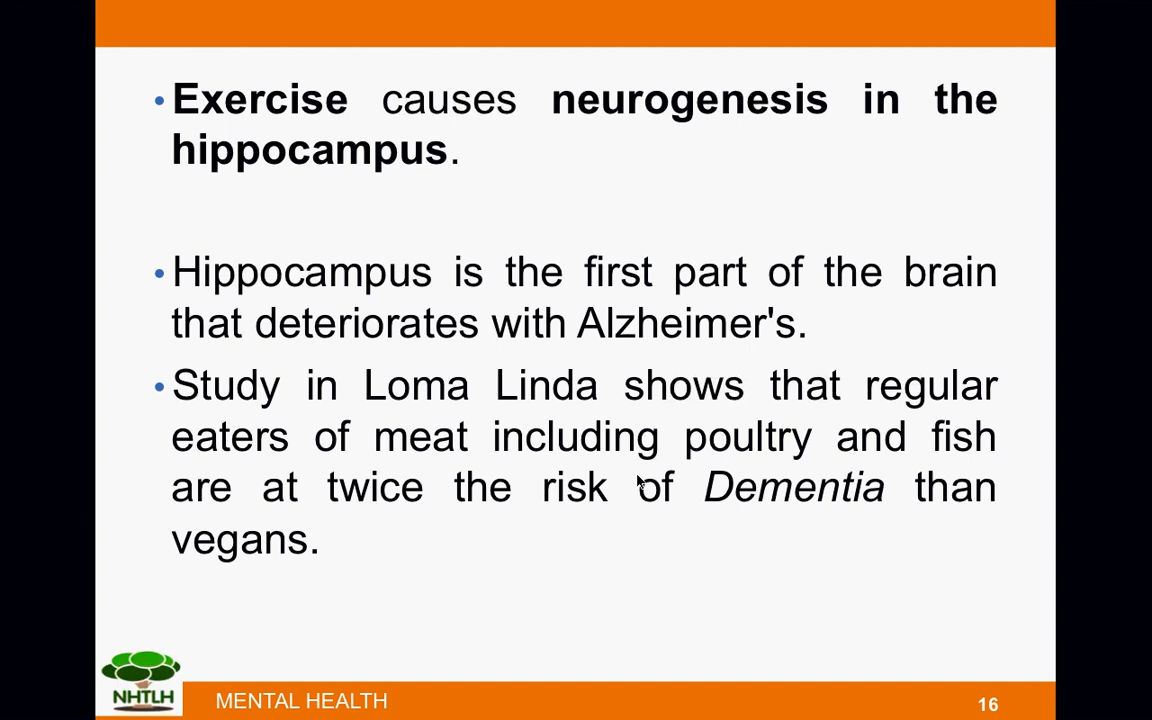 • Exercise causes neurogenesis in the
hippocampus.
• Hippocampus is the first part of the brain
that deteriorates with Alzheimer's.
• Study in Loma Linda shows that regular
eaters of meat including poultry and fish
are at twice the risk of Dementia than
vegans.
NHTLH
MENTAL HEALTH
16